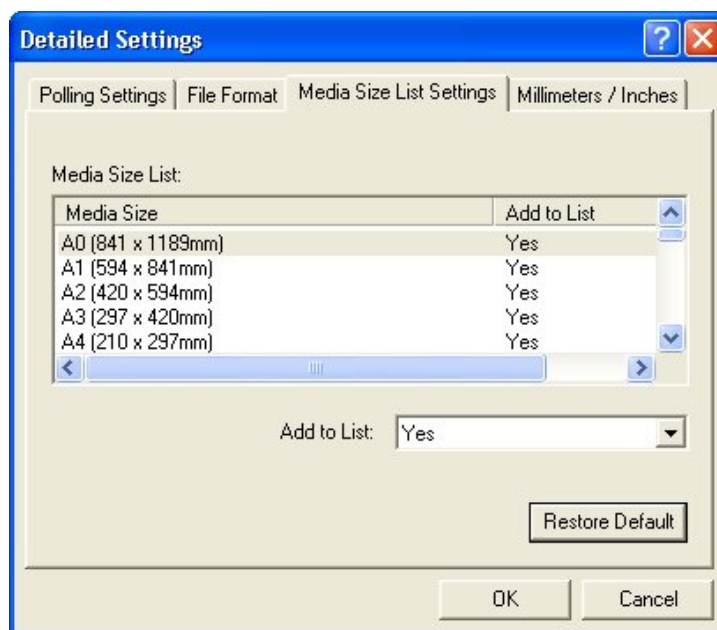 Detailed Settings
Polling Settings File Format Media Size List Settings Millimeters / Inches
Media Size List:
Media Size Add to List
A0 (841 x 1189mm) Yes
A1 (594 x 841mm) Yes
A2 (420 x 594mm) Yes
A3 (297 x 420mm) Yes
A4 (210 x 297mm) Yes
Add to List: Yes
Restore Default
OK Cancel